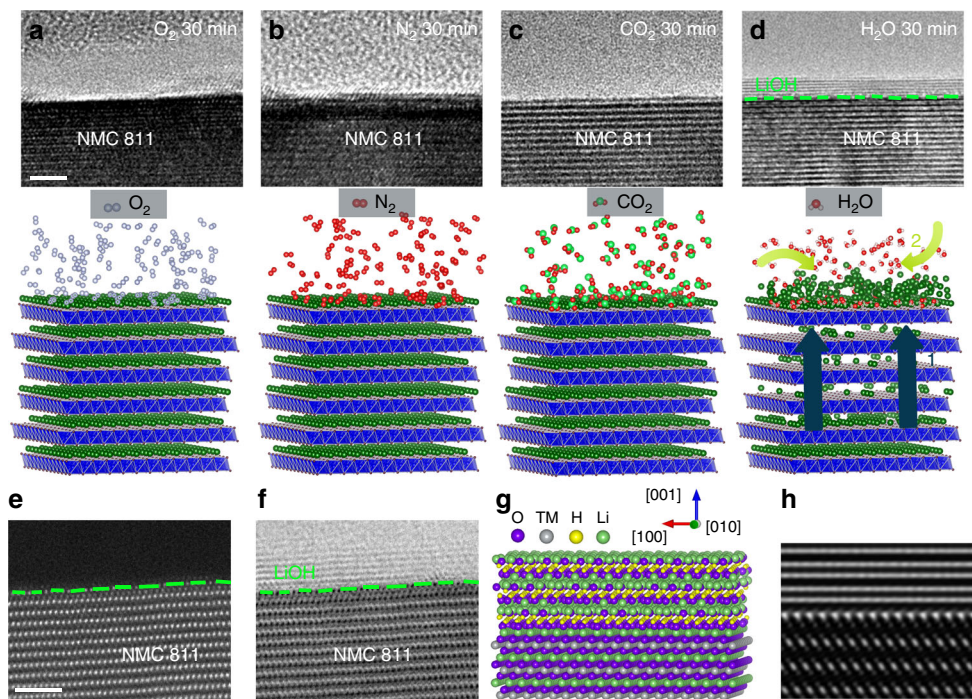 a
O2 30 min
NMC 811
b
N2 30 min
NMC 811
c
CO2 30 min
NMC 811
d
H2O 30 min
LiOH
NMC 811
O2
N2
CO2
H2O
2
1
e
NMC 811
f
LiOH
NMC 811
g
[001]
[100]
[010]
O TM H Li
h